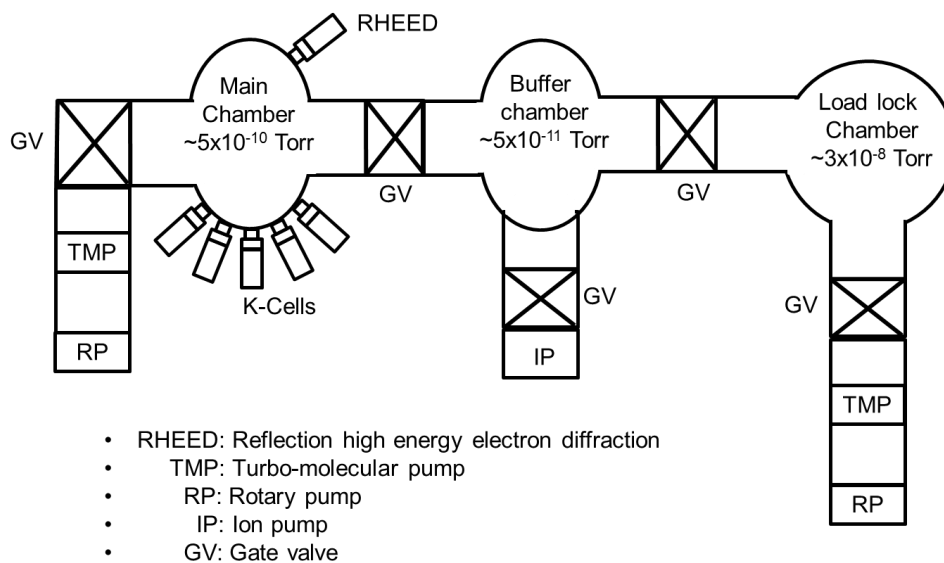 RHEED
Main
Chamber
~5x10⁻¹⁰ Torr
Buffer
chamber
~5x10⁻¹¹ Torr
Load lock
Chamber
~3x10⁻⁸ Torr
GV
GV
GV
TMP
K-Cells
RP
GV
IP
GV
TMP
RP
• RHEED: Reflection high energy electron diffraction
• TMP: Turbo-molecular pump
• RP: Rotary pump
• IP: Ion pump
• GV: Gate valve